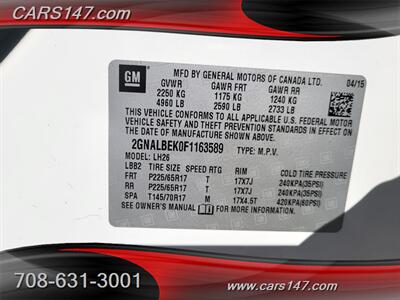 CARS147.com
GM
MFD BY GENERAL MOTORS OF CANADA LTD. 04/15
GVWR GAWR FRT GAWR RR
2250 KG 1175 KG 1240 KG
4960 LB 2590 LB 2733 LB
THIS VEHICLE CONFORMS TO ALL APPLICABLE U.S. FEDERAL
MOTOR VEHICLE SAFETY, BUMPER, AND THEFT PREVENTION
STANDARDS IN EFFECT ON THE DATE OF MANUFACTURE SHOWN ABOVE.
2GNALBEK0F1163589 TYPE: M.P.V.
MODEL: LH26
LBB2 TIRE SIZE SPEED RTG RIM COLD TIRE PRESSURE
FRT P225/65R17 T 17X7J 240KPA(35PSI)
RR P225/65R17 T 17X7J 240KPA(35PSI)
SPA T145/70R17 M 17X4.5T 420KPA(60PSI)
SEE OWNER'S MANUAL FOR MORE INFORMATION.
708-631-3001
www.cars147.com